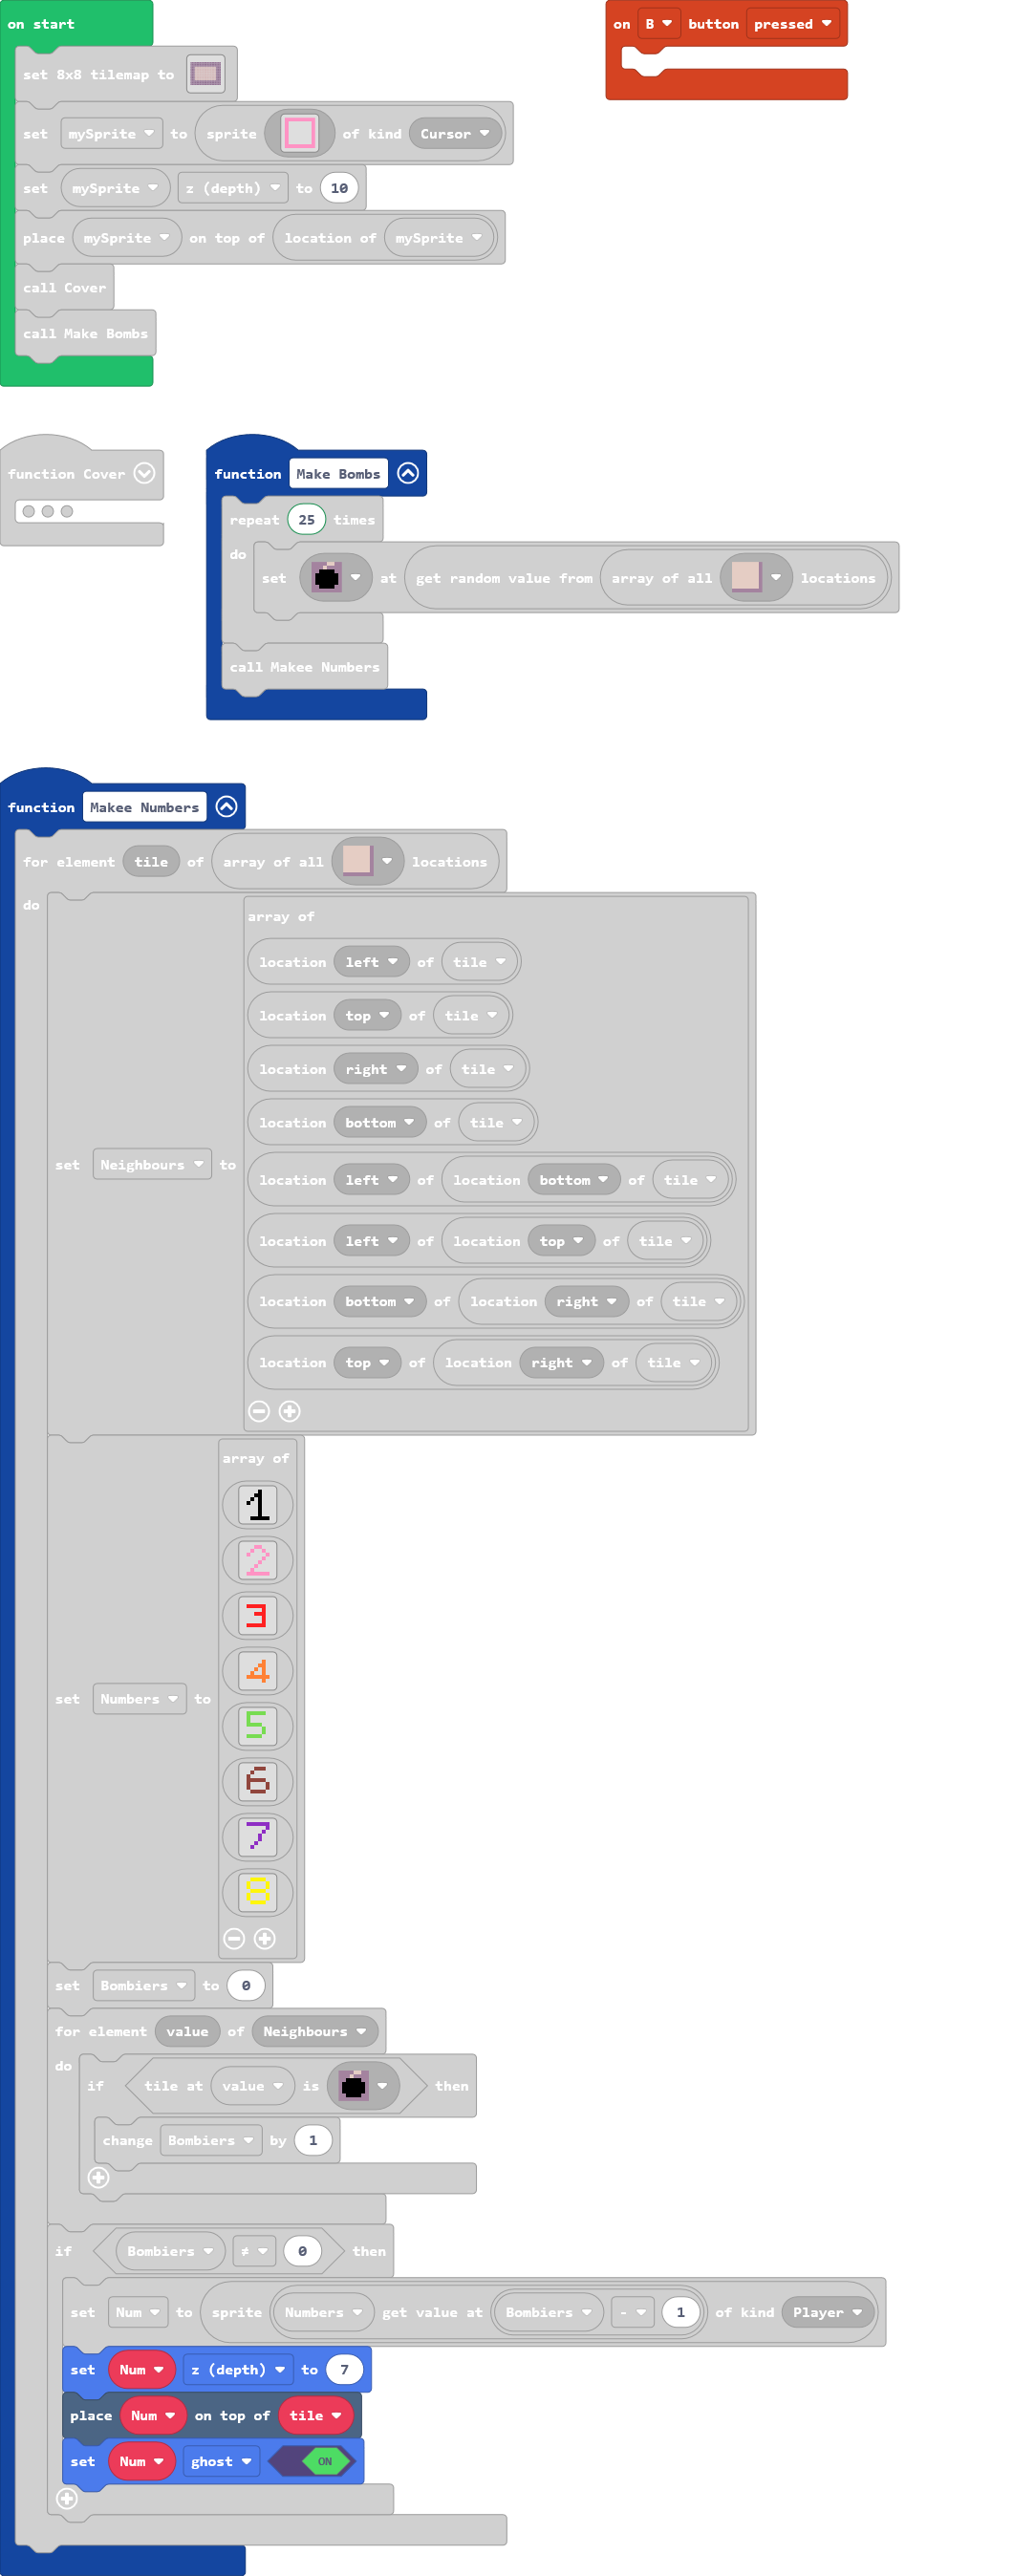 on start
set 8x8 tilemap to
set mySprite to sprite of kind Cursor
set mySprite z (depth) to 10
place mySprite on top of location of mySprite
call Cover
call Make Bombs
on B button pressed
function Cover
function Make Bombs
repeat 25 times
do
set at get random value from array of all locations
call Makee Numbers
function Makee Numbers
for element tile of array of all locations
do
set Neighbours to
array of
location left of tile
location top of tile
location right of tile
location bottom of tile
location left of location bottom of tile
location left of location top of tile
location bottom of location right of tile
location top of location right of tile
set Numbers to
array of
1
2
3
4
5
6
7
8
set Bombiers to 0
for element value of Neighbours
do
if tile at value is then
change Bombiers by 1
if Bombiers ≠ 0 then
set Num to sprite Numbers get value at Bombiers - 1 of kind Player
set Num z (depth) to 7
place Num on top of tile
set Num ghost ON